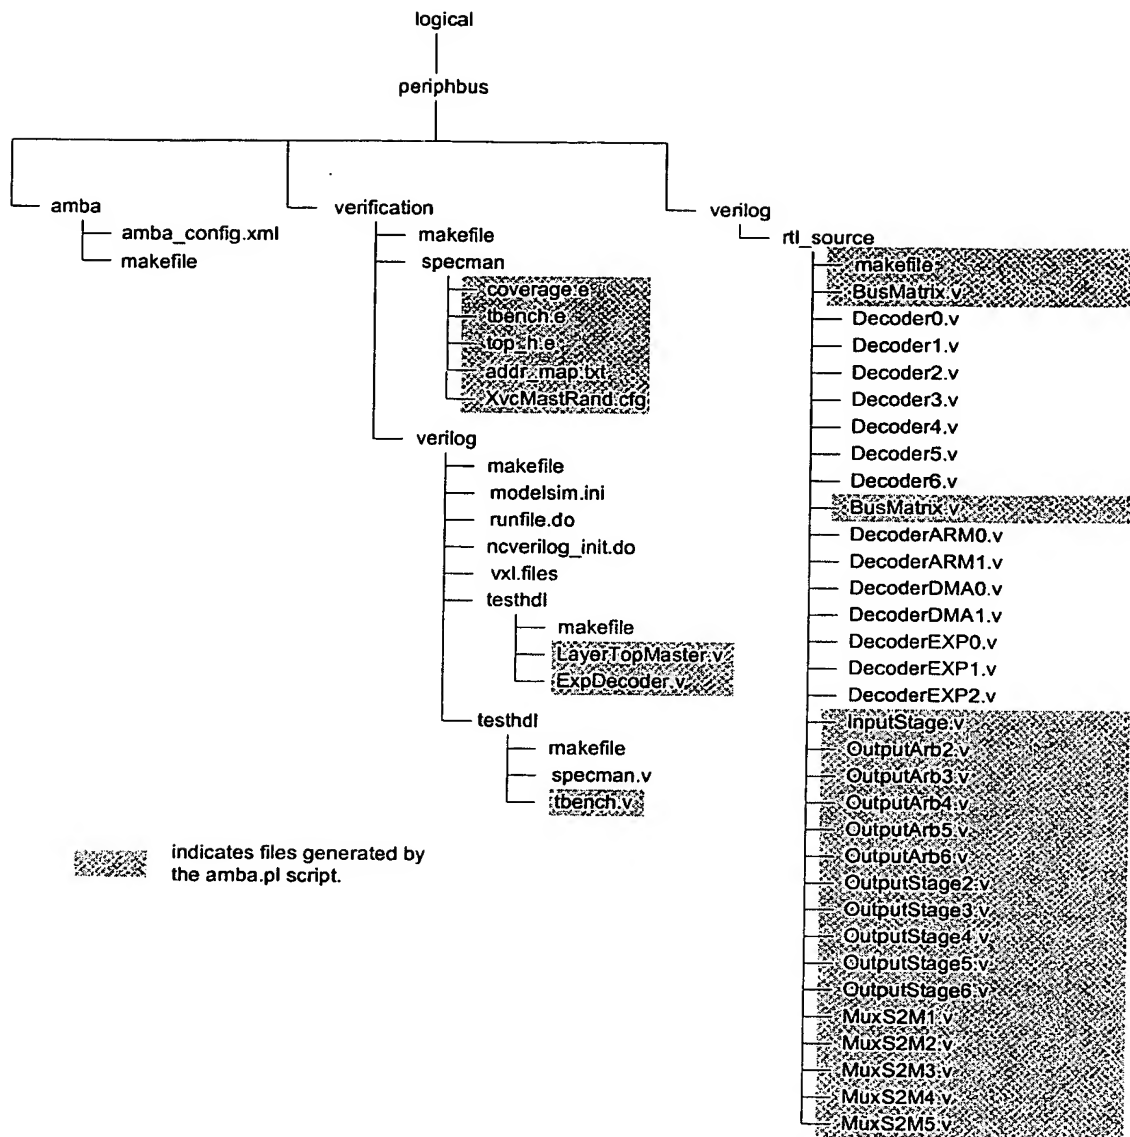 logical
periphbus
amba
amba_config.xml
makefile
verification
makefile
specman
coverage.e
tbench.e
top_h.e
addr_map.txt
XvcMastRand.cfg
verilog
makefile
modelsim.ini
runfile.do
ncverilog_init.do
vxl.files
testhdl
makefile
LayerTopMaster.v
ExpDecoder.v
testhdl
makefile
specman.v
tbench.v
verilog
rtl_source
makefile
BusMatrix.v
Decoder0.v
Decoder1.v
Decoder2.v
Decoder3.v
Decoder4.v
Decoder5.v
Decoder6.v
BusMatrix.v
DecoderARM0.v
DecoderARM1.v
DecoderDMA0.v
DecoderDMA1.v
DecoderEXP0.v
DecoderEXP1.v
DecoderEXP2.v
InputStage.v
OutputArb2.v
OutputArb3.v
OutputArb4.v
OutputArb5.v
OutputArb6.v
OutputStage2.v
OutputStage3.v
OutputStage4.v
OutputStage5.v
OutputStage6.v
MuxS2M1.v
MuxS2M2.v
MuxS2M3.v
MuxS2M4.v
MuxS2M5.v
indicates files generated by
the amba.pl script.